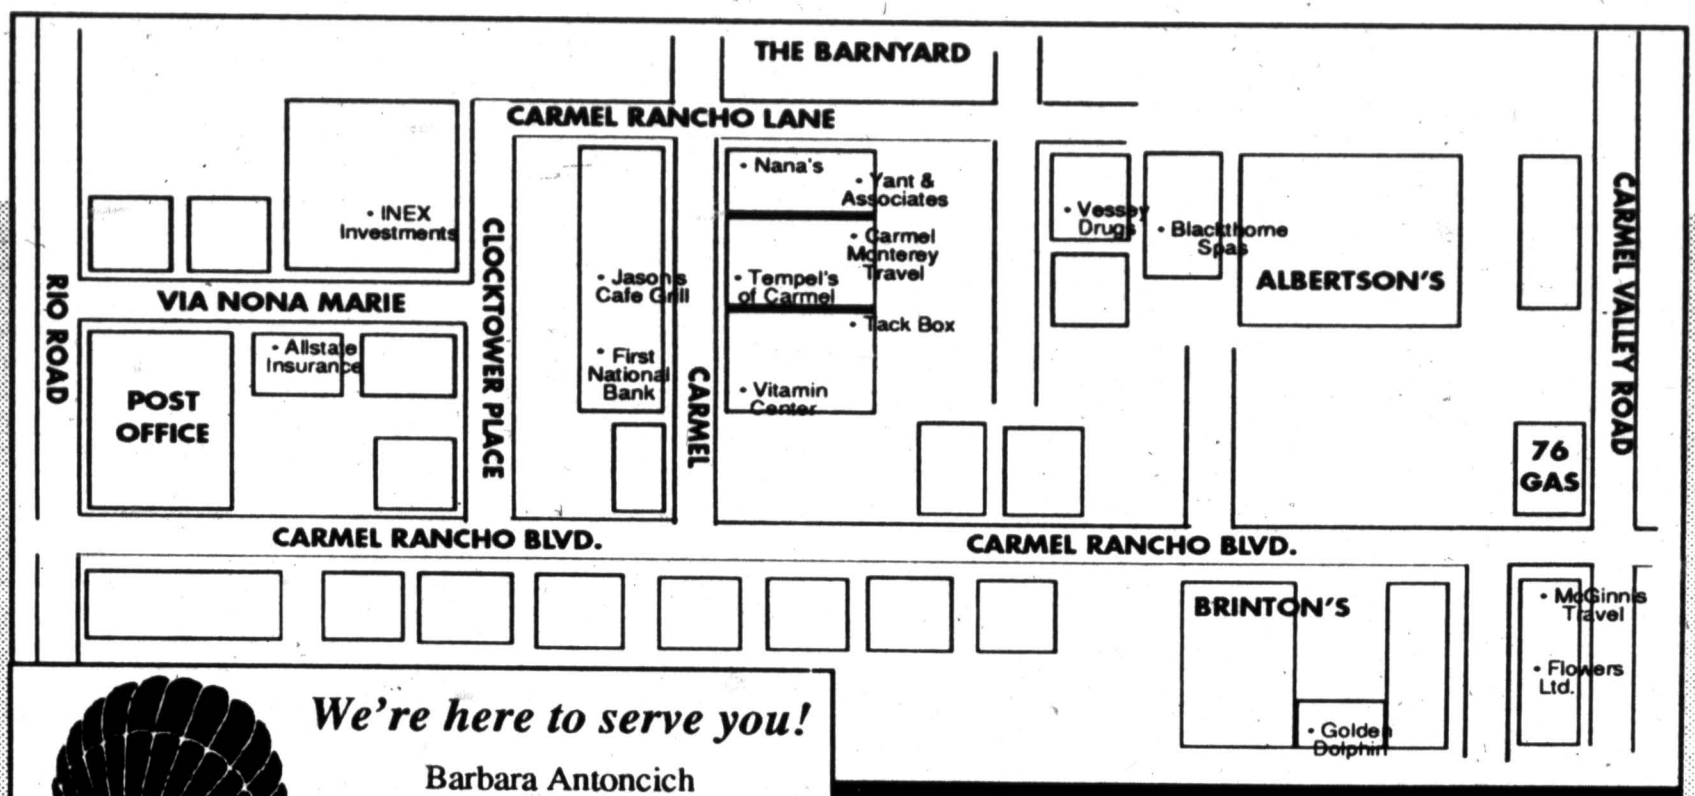 THE BARNYARD
CARMEL RANCHO LANE
• Nana's
• Yant &
Associates
• INEX
Investments
• Vessey
Drugs
• Blackthorne
Spas
• Carmel
Monterey
Travel
• Jason's
Cafe Grill
• Tempel's
of Carmel
ALBERTSON'S
CARMEL VALLEY ROAD
RIO ROAD
VIA NONA MARIE
CLOCKTOWER PLACE
• Tack Box
• Allstate
Insurance
• First
National
Bank
CARMEL
• Vitamin
Center
POST
OFFICE
76
GAS
CARMEL RANCHO BLVD.
CARMEL RANCHO BLVD.
BRINTON'S
• McGinnis
Travel
• Flowers
Ltd.
• Golden
Dolphin
We're here to serve you!
Barbara Antoncich